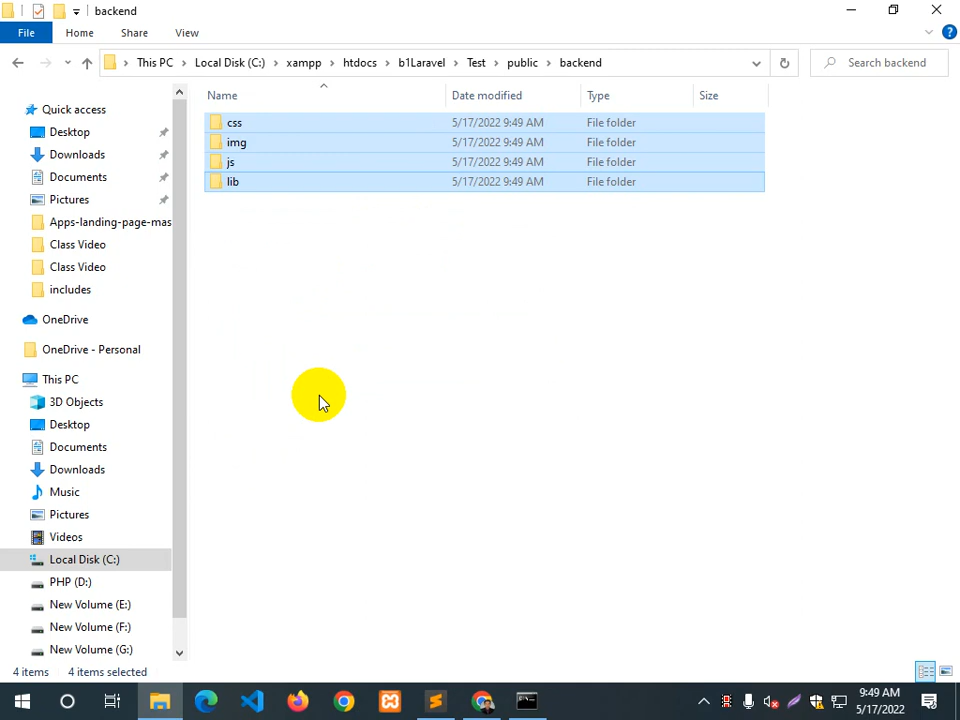 backend
File Home Share View
This PC Local Disk (C:) xampp htdocs b1Laravel Test public backend
Search backend
Name Date modified Type Size
css 5/17/2022 9:49 AM File folder
img 5/17/2022 9:49 AM File folder
js 5/17/2022 9:49 AM File folder
lib 5/17/2022 9:49 AM File folder
Quick access
Desktop
Downloads
Documents
Pictures
Apps-landing-page-mas
Class Video
Class Video
includes
OneDrive
OneDrive - Personal
This PC
3D Objects
Desktop
Documents
Downloads
Music
Pictures
Videos
Local Disk (C:)
PHP (D:)
New Volume (E:)
New Volume (F:)
New Volume (G:)
4 items 4 items selected
9:49 AM
5/17/2022